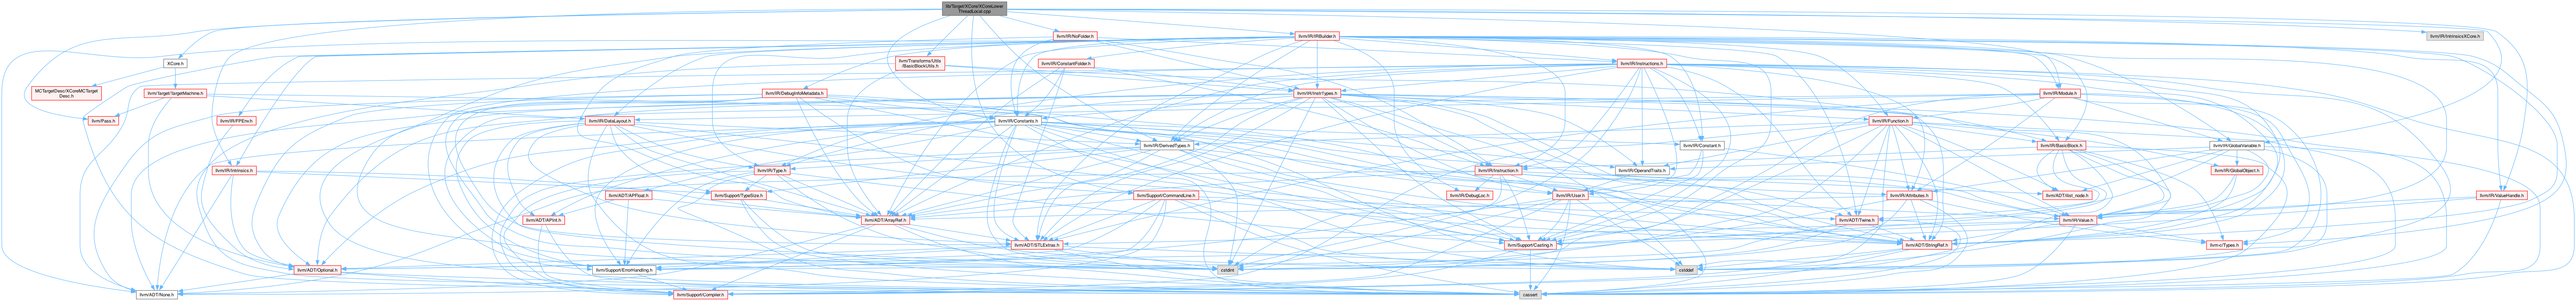 lib/Target/XCore/XCoreLower
ThreadLocal.cpp
llvm/IR/NoFolder.h
llvm/IR/IRBuilder.h
llvm/IR/IntrinsicsXCore.h
XCore.h
llvm/Transforms/Utils
/BasicBlockUtils.h
llvm/IR/ConstantFolder.h
llvm/IR/Instructions.h
MCTargetDesc/XCoreMCTarget
Desc.h
llvm/Target/TargetMachine.h
llvm/IR/DebugInfoMetadata.h
llvm/IR/InstrTypes.h
llvm/IR/Module.h
llvm/Pass.h
llvm/IR/FPEnv.h
llvm/IR/DataLayout.h
llvm/IR/Constants.h
llvm/IR/Function.h
llvm/IR/DerivedTypes.h
llvm/IR/Constant.h
llvm/IR/BasicBlock.h
llvm/IR/GlobalVariable.h
llvm/IR/Intrinsics.h
llvm/IR/Type.h
llvm/IR/Instruction.h
llvm/IR/OperandTraits.h
llvm/IR/GlobalObject.h
llvm/ADT/APFloat.h
llvm/Support/TypeSize.h
llvm/Support/CommandLine.h
llvm/IR/DebugLoc.h
llvm/IR/User.h
llvm/IR/Attributes.h
llvm/ADT/ilist_node.h
llvm/IR/ValueHandle.h
llvm/ADT/APInt.h
llvm/ADT/ArrayRef.h
llvm/ADT/Twine.h
llvm/IR/Value.h
llvm/ADT/STLExtras.h
llvm/Support/Casting.h
llvm/ADT/StringRef.h
llvm-c/Types.h
llvm/ADT/Optional.h
llvm/Support/ErrorHandling.h
cstdint
cstddef
llvm/ADT/None.h
llvm/Support/Compiler.h
cassert